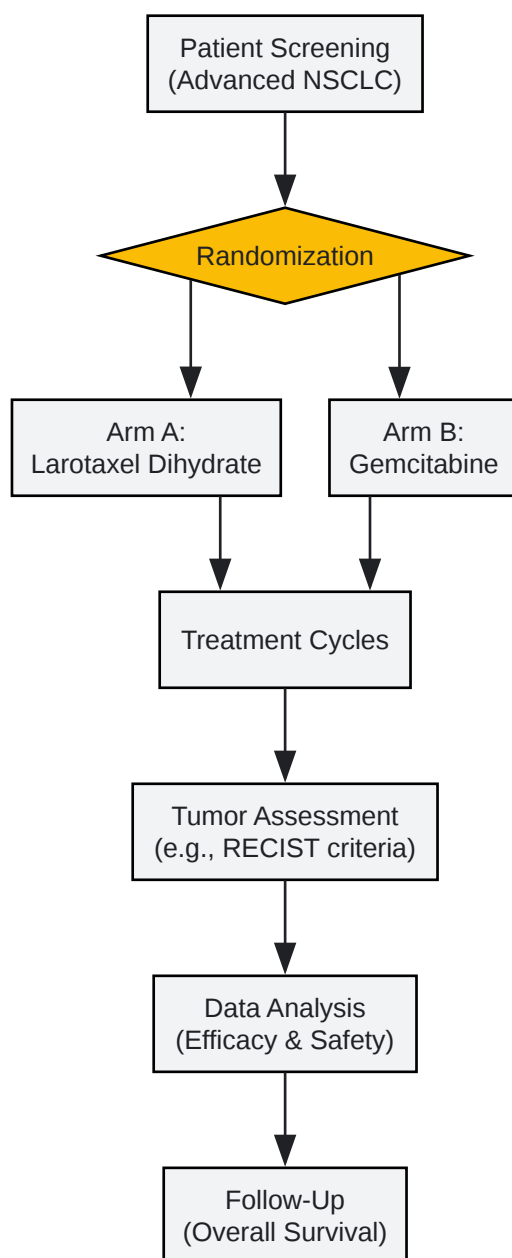 Patient Screening
(Advanced NSCLC)
Randomization
Arm A:
Larotaxel Dihydrate
Arm B:
Gemcitabine
Treatment Cycles
Tumor Assessment
(e.g., RECIST criteria)
Data Analysis
(Efficacy & Safety)
Follow-Up
(Overall Survival)